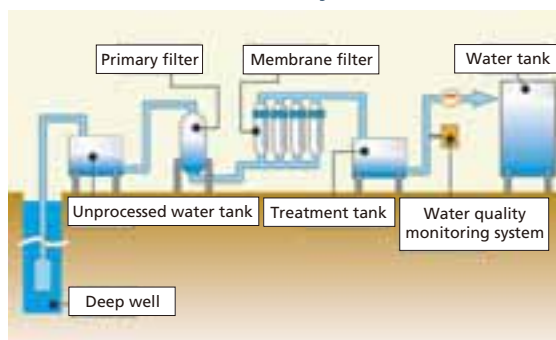 Primary filter
Membrane filter
Water tank
Unprocessed water tank
Treatment tank
Water quality
monitoring system
Deep well